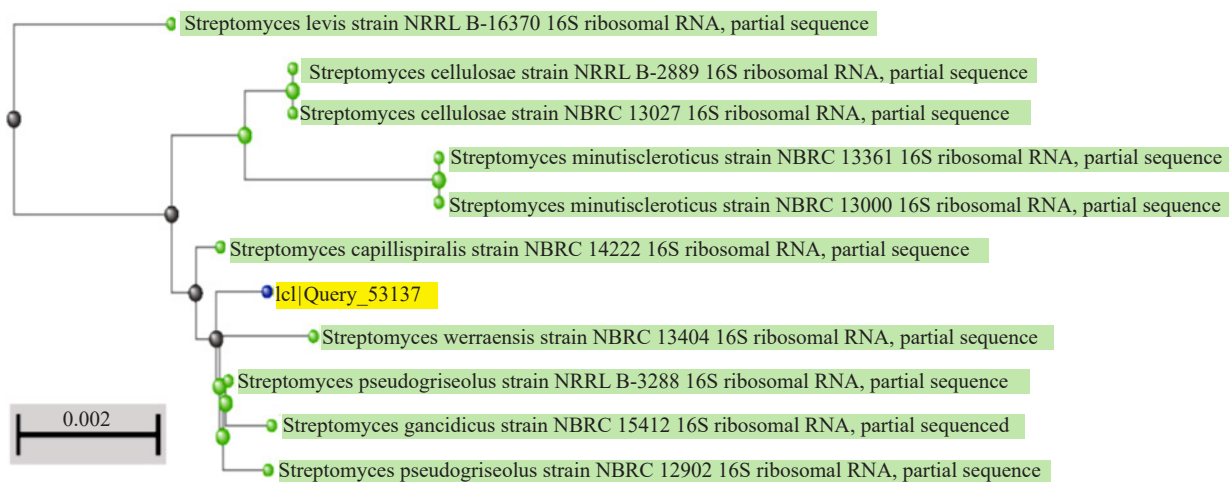 Streptomyces levis strain NRRL B-16370 16S ribosomal RNA, partial sequence
Streptomyces cellulosae strain NRRL B-2889 16S ribosomal RNA, partial sequence
Streptomyces cellulosae strain NBRC 13027 16S ribosomal RNA, partial sequence
Streptomyces minutiscleroticus strain NBRC 13361 16S ribosomal RNA, partial sequence
Streptomyces minutiscleroticus strain NBRC 13000 16S ribosomal RNA, partial sequence
Streptomyces capillispiralis strain NBRC 14222 16S ribosomal RNA, partial sequence
lcl|Query_53137
Streptomyces werraensis strain NBRC 13404 16S ribosomal RNA, partial sequence
Streptomyces pseudogriseolus strain NRRL B-3288 16S ribosomal RNA, partial sequence
Streptomyces gancidicus strain NBRC 15412 16S ribosomal RNA, partial sequenced
Streptomyces pseudogriseolus strain NBRC 12902 16S ribosomal RNA, partial sequence
0.002